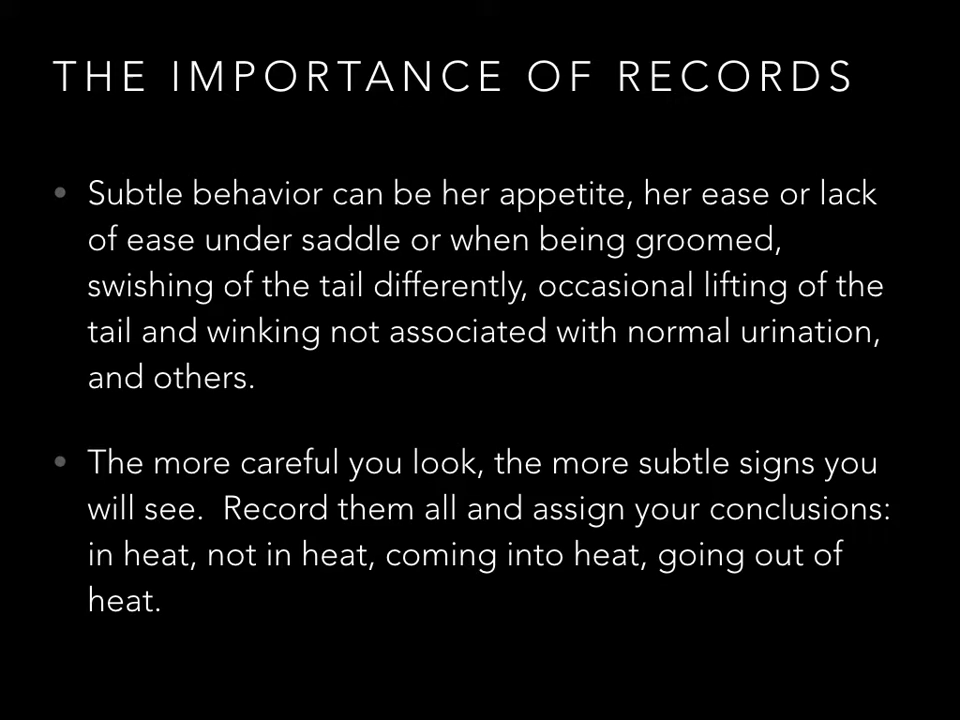 THE IMPORTANCE OF RECORDS
• Subtle behavior can be her appetite, her ease or lack
of ease under saddle or when being groomed,
swishing of the tail differently, occasional lifting of the
tail and winking not associated with normal urination,
and others.
• The more careful you look, the more subtle signs you
will see.  Record them all and assign your conclusions:
in heat, not in heat, coming into heat, going out of
heat.